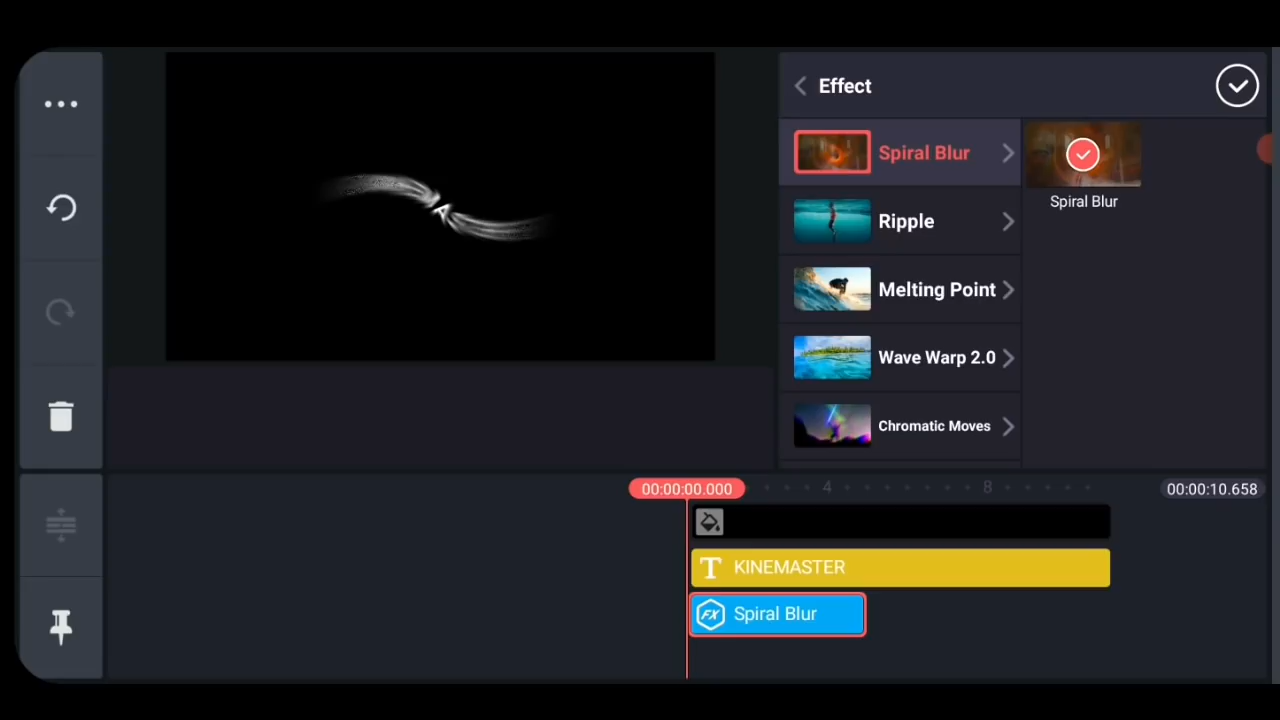 Effect
Spiral Blur
Ripple
Melting Point
Wave Warp 2.0
Chromatic Moves
Spiral Blur
A
00:00:00.000
4
8
00:00:10.658
T KINEMASTER
FX Spiral Blur